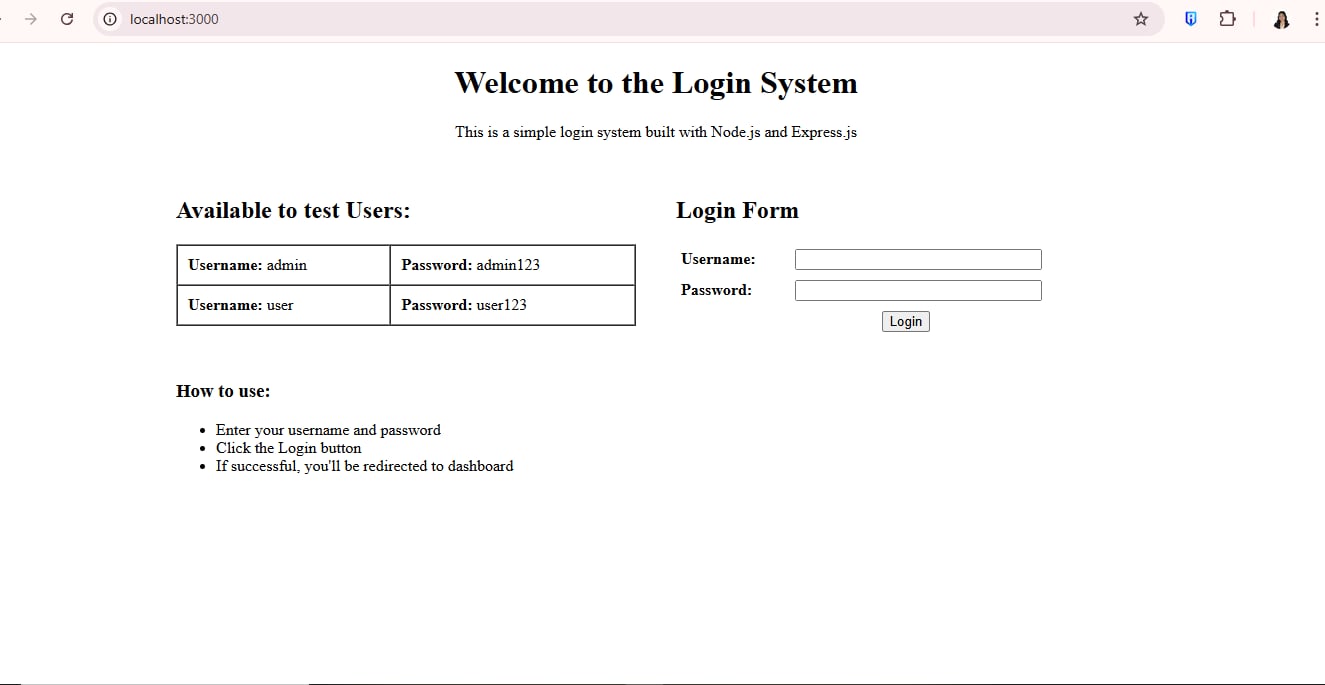 localhost:3000
Welcome to the Login System
This is a simple login system built with Node.js and Express.js
Available to test Users:
Username: admin Password: admin123
Username: user Password: user123
Login Form
Username:
Password:
Login
How to use:
Enter your username and password
Click the Login button
If successful, you'll be redirected to dashboard